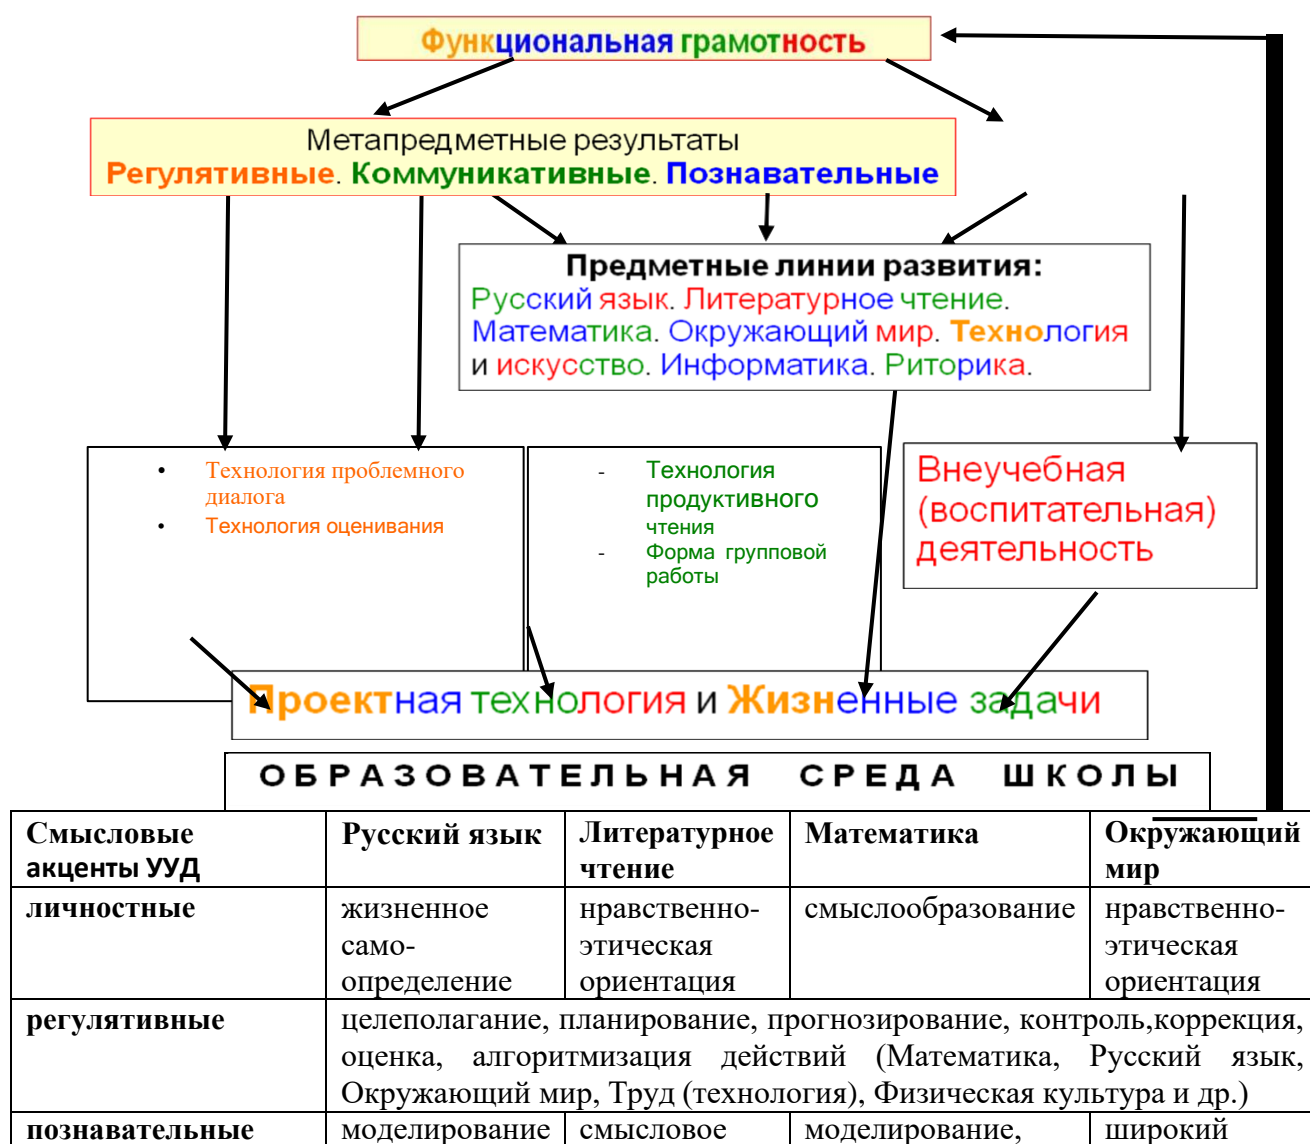 Функциональная грамотность
Метапредметные результаты
Регулятивные. Коммуникативные. Познавательные
Предметные линии развития:
Русский язык. Литературное чтение.
Математика. Окружающий мир. Технология
и искусство. Информатика. Риторика.
• Технология проблемного
диалога
• Технология оценивания
- Технология
продуктивного
чтения
- Форма групповой
работы
Внеучебная
(воспитательная)
деятельность
Проектная технология и Жизненные задачи
ОБРАЗОВАТЕЛЬНАЯ СРЕДА ШКОЛЫ
Смысловые
акценты УУД
Русский язык
Литературное
чтение
Математика
Окружающий
мир
личностные
жизненное
само-
определение
нравственно-
этическая
ориентация
смыслообразование
нравственно-
этическая
ориентация
регулятивные
целеполагание, планирование, прогнозирование, контроль,коррекция,
оценка, алгоритмизация действий (Математика, Русский язык,
Окружающий мир, Труд (технология), Физическая культура и др.)
познавательные
моделирование
смысловое
моделирование,
широкий